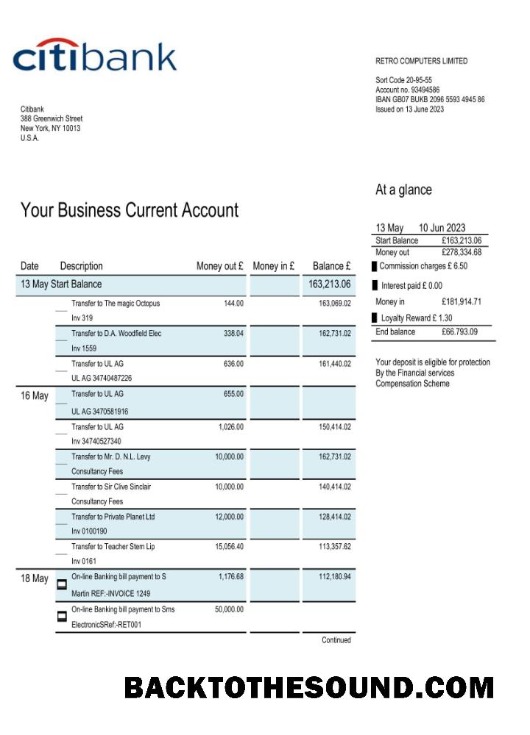 citibank
RETRO COMPUTERS LIMITED
Sort Code 20-95-55
Account no. 93494586
IBAN GB07 BUKB 2096 5593 4945 86
Issued on 13 June 2023
Citibank
388 Greenwich Street
New York, NY 10013
U.S.A.
At a glance
Your Business Current Account
13 May 10 Jun 2023
Start Balance £163,213.06
Money out £278,334.68
Commission charges £ 6.50
Interest paid £ 0.00
Money in £181,914.71
Loyalty Reward £ 1.30
End balance £66.793.09
Your deposit is eligible for protection
By the Financial services
Compensation Scheme
Date Description Money out £ Money in £ Balance £
13 May Start Balance 163,213.06
Transfer to The magic Octopus 144.00 163,069.02
Inv 319
Transfer to D.A. Woodfield Elec 338.04 162,731.02
Inv 1559
Transfer to UL AG 636.00 161,440.02
UL AG 34740487226
16 May Transfer to UL AG 655.00
UL AG 3470581916
Transfer to UL AG 1,026.00 150,414.02
Inv 34740527340
Transfer to Mr. D. N.L. Levy 10,000.00 162,731.02
Consultancy Fees
Transfer to Sir Clive Sinclair 10,000.00 140,414.02
Consultancy Fees
Transfer to Private Planet Ltd 12,000.00 128,414.02
Inv 0100190
Transfer to Teacher Stem Lip 15,056.40 113,357.62
Inv 0161
18 May On-line Banking bill payment to S 1,176.68 112,180.94
Martin REF:-INVOICE 1249
On-line Banking bill payment to Sms 50,000.00
ElectronicSRef:-RET001
Continued
BACKTOTHESOUND.COM